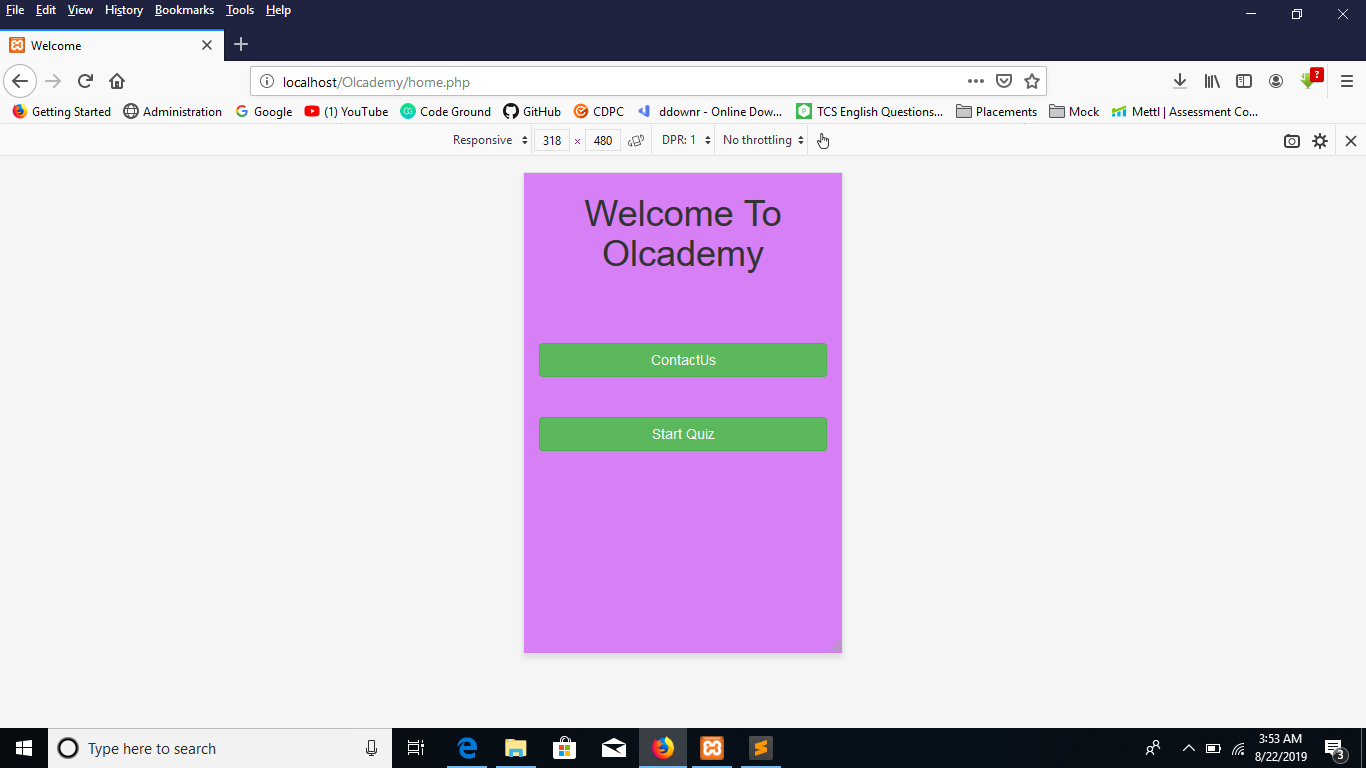 File Edit View History Bookmarks Tools Help
Welcome
localhost/Olcademy/home.php
?
Getting Started Administration Google (1) YouTube Code Ground GitHub CDPC ddownr - Online Dow... TCS English Questions... Placements Mock Mettl | Assessment Co...
Responsive 318 × 480 DPR: 1 No throttling
Welcome To
Olcademy
ContactUs
Start Quiz
Type here to search
3:53 AM
8/22/2019
3